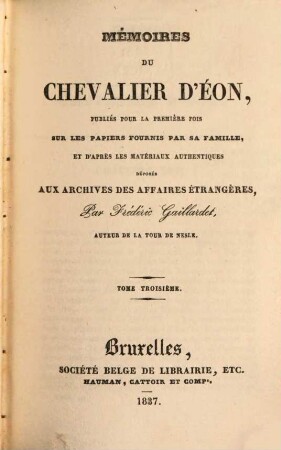 MÉMOIRES
DU
CHEVALIER D'ÉON,
PUBLIÉS POUR LA PREMIÈRE FOIS
SUR LES PAPIERS FOURNIS PAR SA FAMILLE,
ET D'APRÈS LES MATÉRIAUX AUTHENTIQUES
DÉPOSÉS
AUX ARCHIVES DES AFFAIRES ÉTRANGÈRES,
Par Frédéric Gaillardet,
AUTEUR DE LA TOUR DE NESLE.
TOME TROISIÈME.
Bruxelles,
SOCIÉTÉ BELGE DE LIBRAIRIE, ETC.
HAUMAN, CATTOIR ET COMPe.
1837.